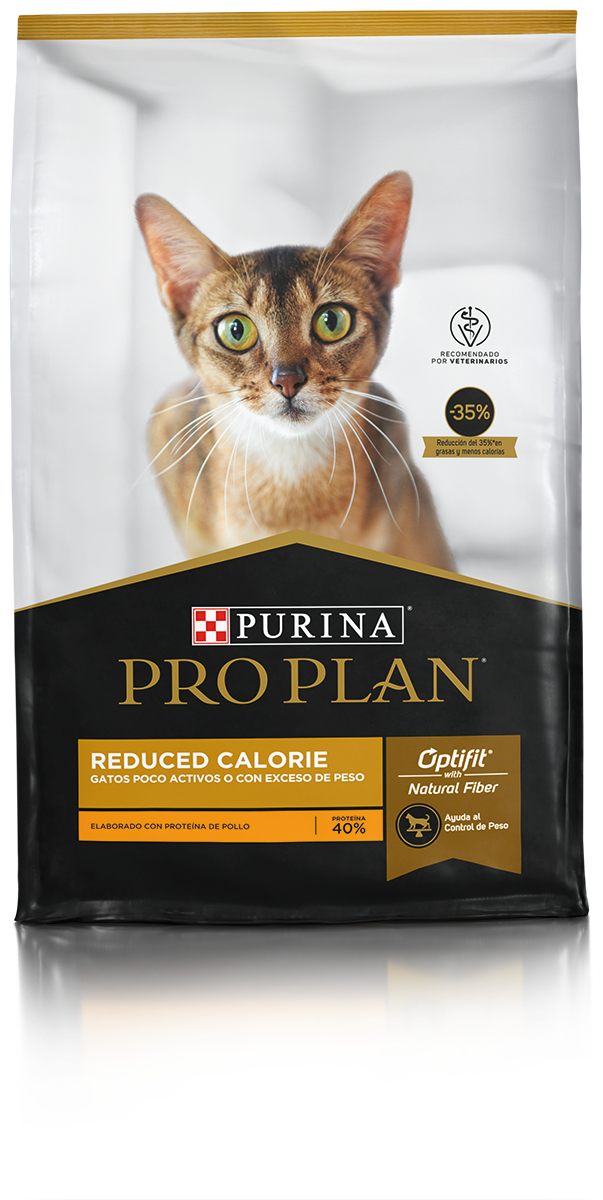 RECOMENDADO
POR VETERINARIOS
-35%
Reducción del 35%*en
grasas y menos calorías
PURINA®
PRO PLAN®
REDUCED CALORIE
GATOS POCO ACTIVOS O CON EXCESO DE PESO
ELABORADO CON PROTEÍNA DE POLLO
PROTEÍNA
40%
Optifit®
with
Natural Fiber
Ayuda al
Control de Peso